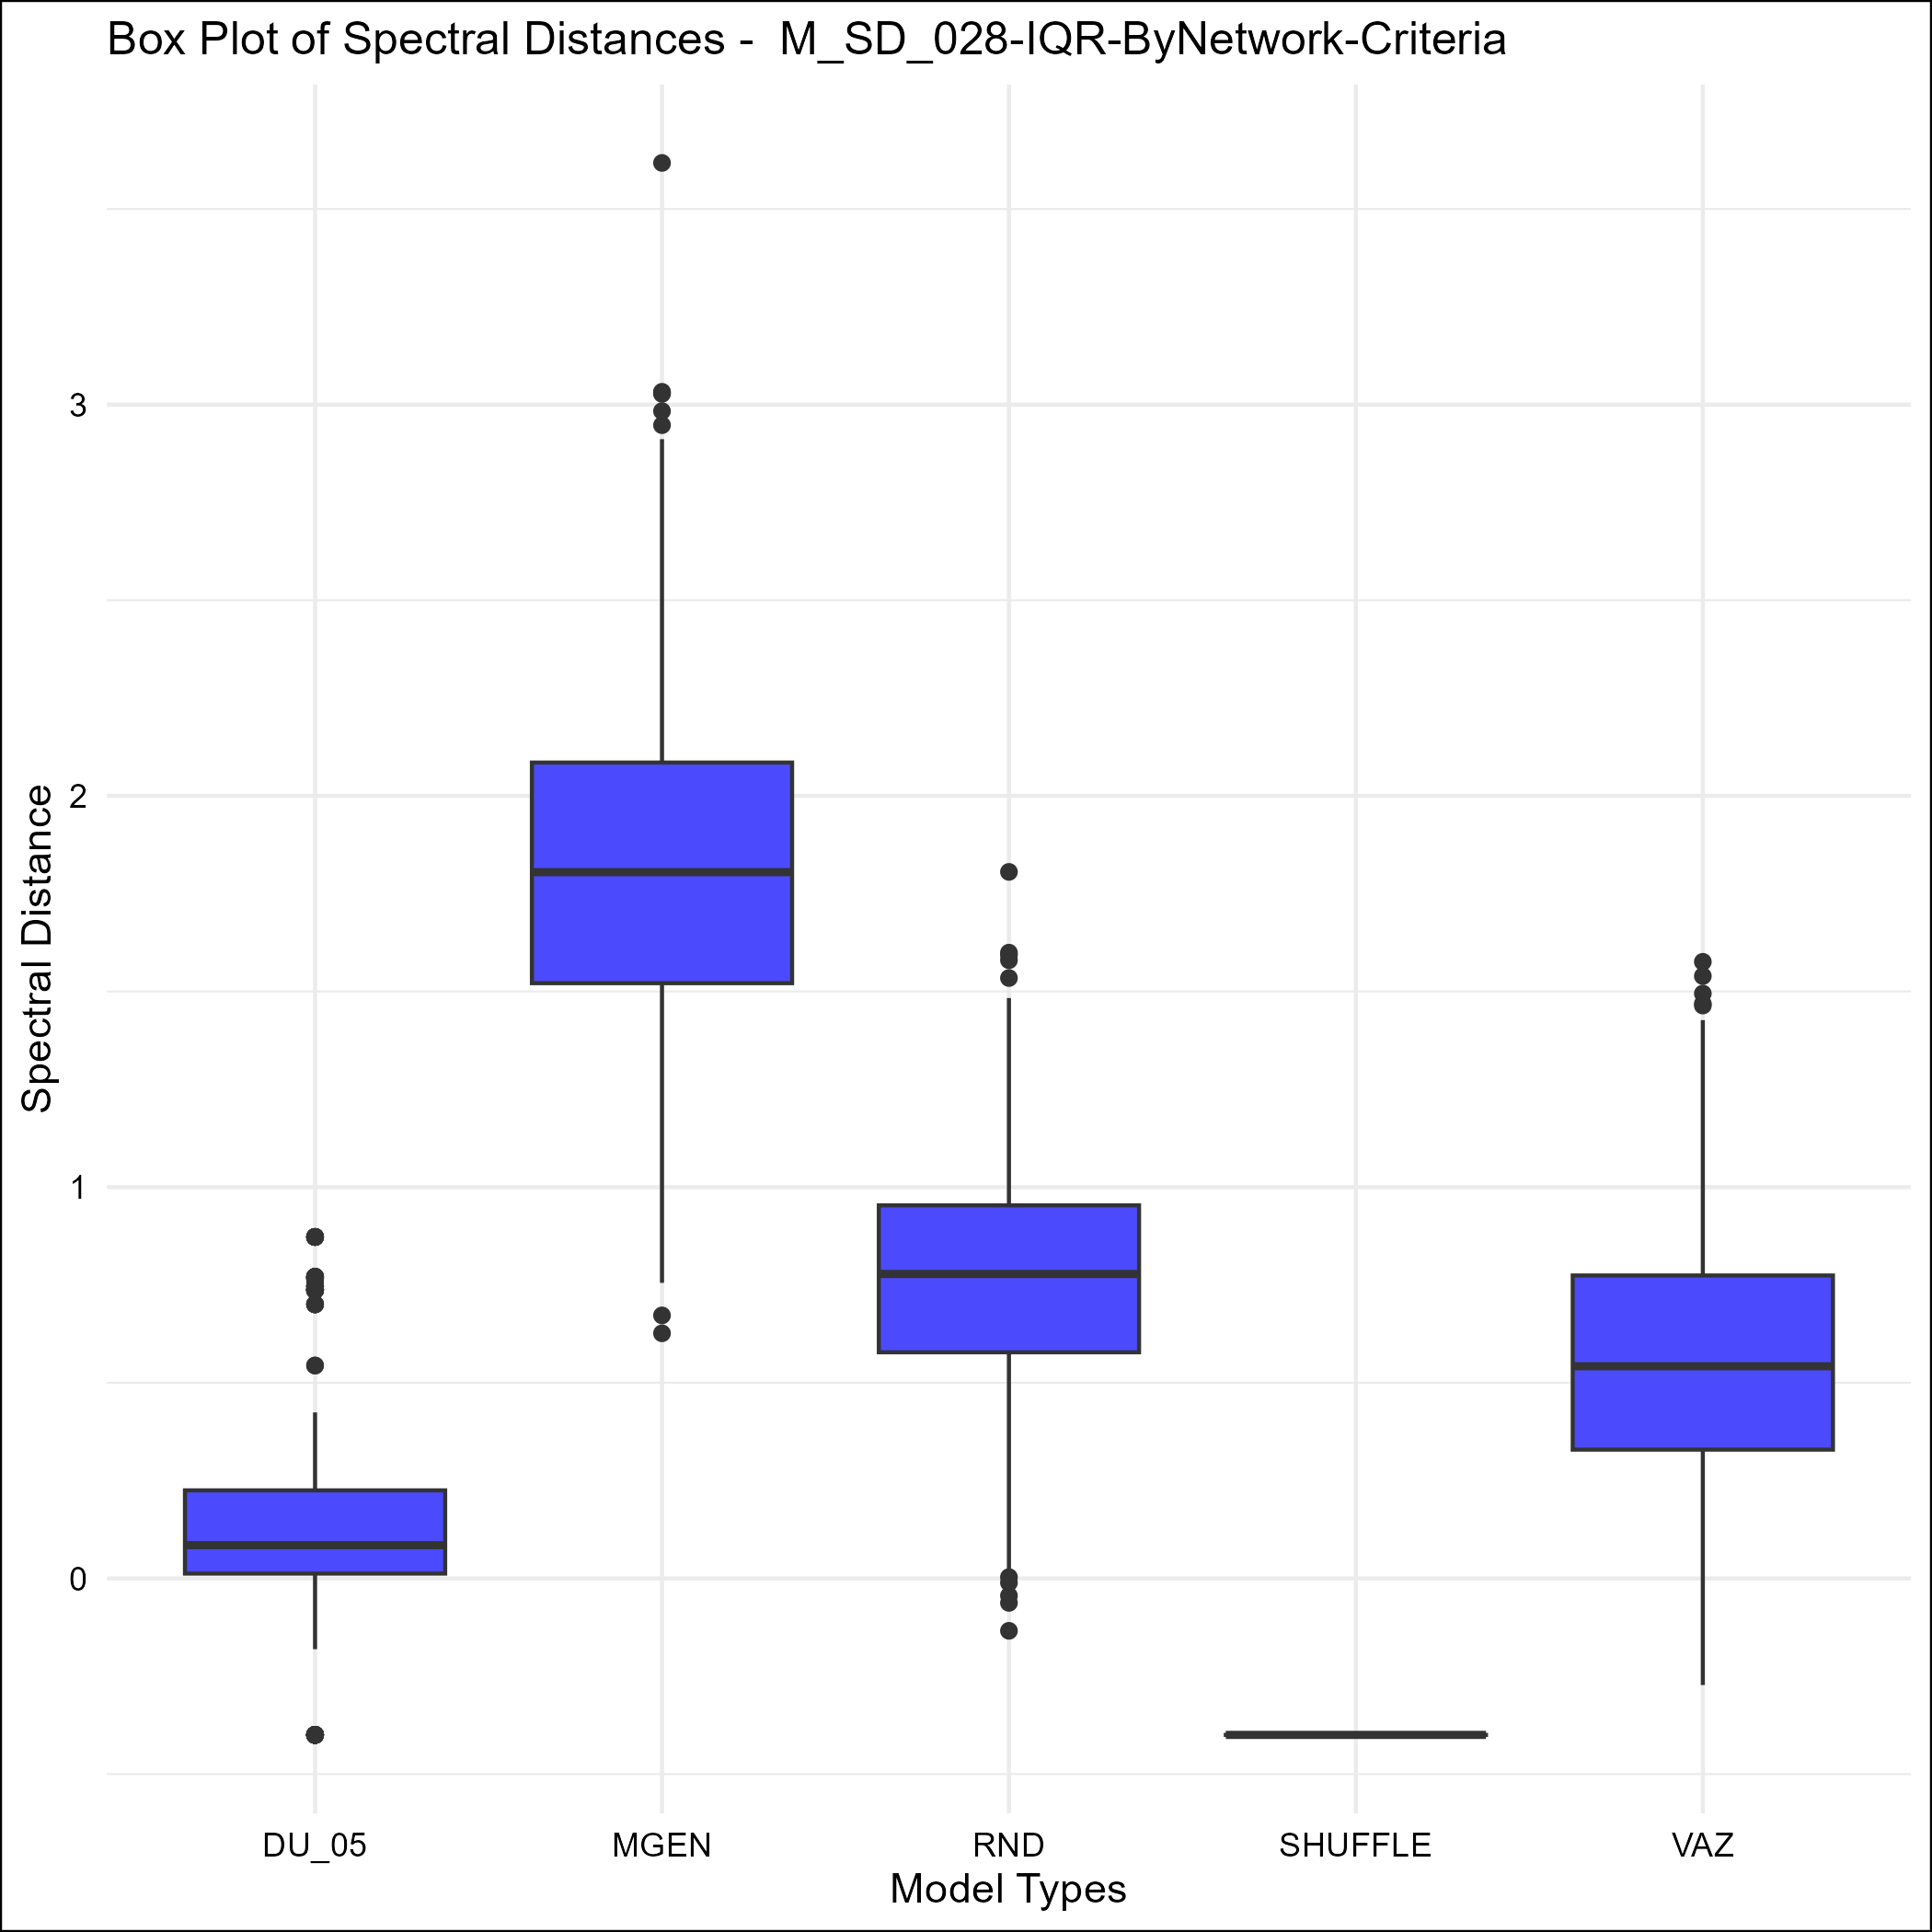 Box Plot of Spectral Distances -  M_SD_028-IQR-ByNetwork-Criteria
Spectral Distance
3
2
1
0
DU_05 MGEN RND SHUFFLE VAZ
Model Types